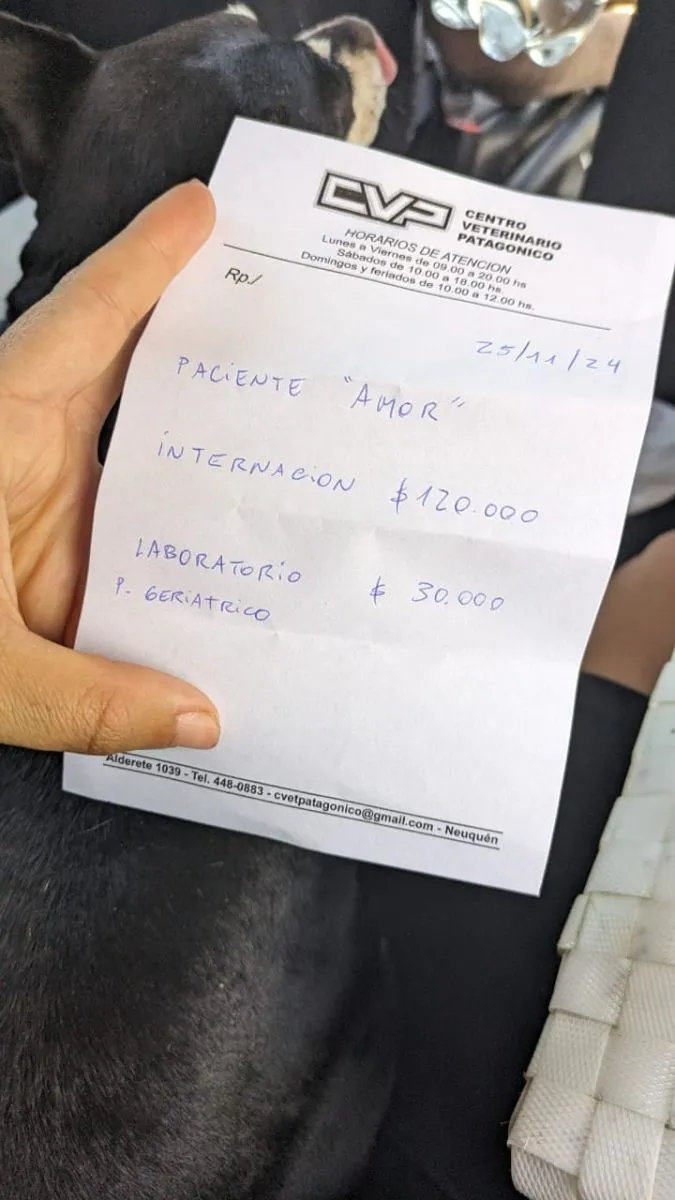 CVP CENTRO
VETERINARIO
PATAGONICO
HORARIOS DE ATENCION
Lunes a Viernes de 09.00 a 20.00 hs
Sábados de 10.00 a 18.00 hs.
Domingos y feriados de 10.00 a 12.00 hs.
Rp./
25/11/24
PACIENTE "AMOR"
INTERNACION $120.000
LABORATORIO $ 30.000
P. GERIATRICO
Alderete 1039 - Tel. 448-0883 - cvetpatagonico@gmail.com - Neuquén